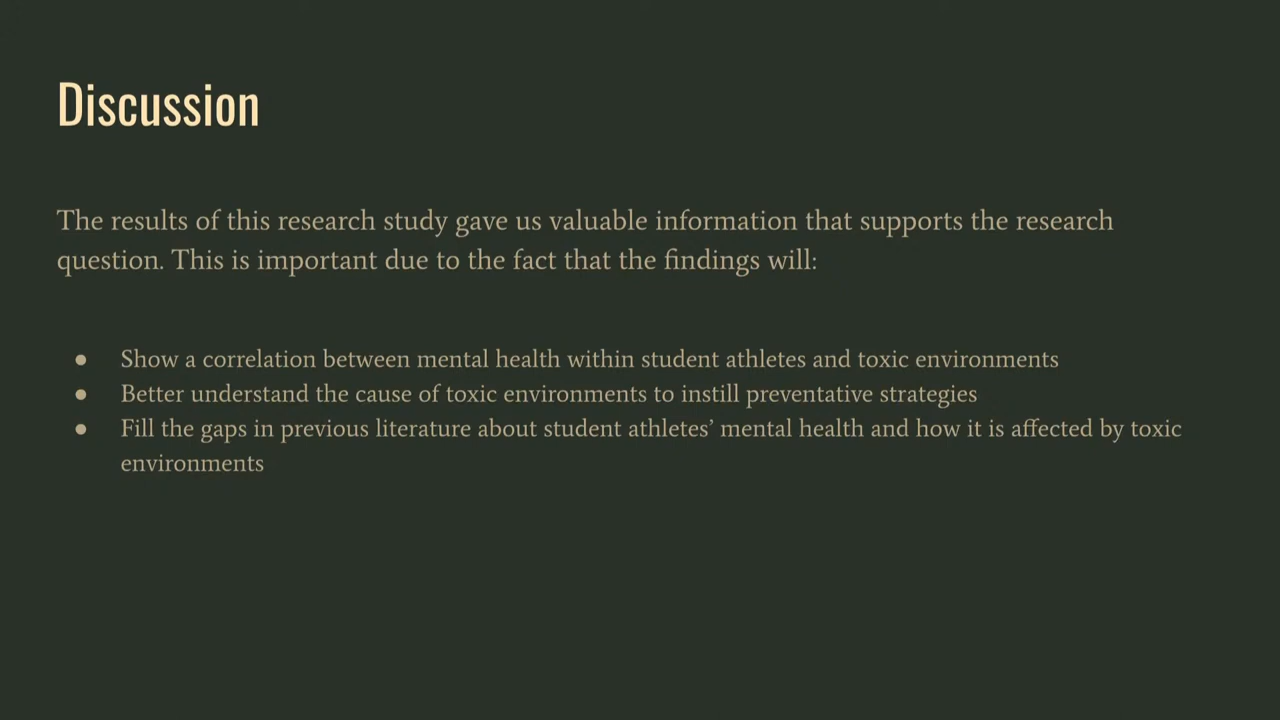 Discussion
The results of this research study gave us valuable information that supports the research
question. This is important due to the fact that the findings will:
● Show a correlation between mental health within student athletes and toxic environments
● Better understand the cause of toxic environments to instill preventative strategies
● Fill the gaps in previous literature about student athletes’ mental health and how it is affected by toxic
environments